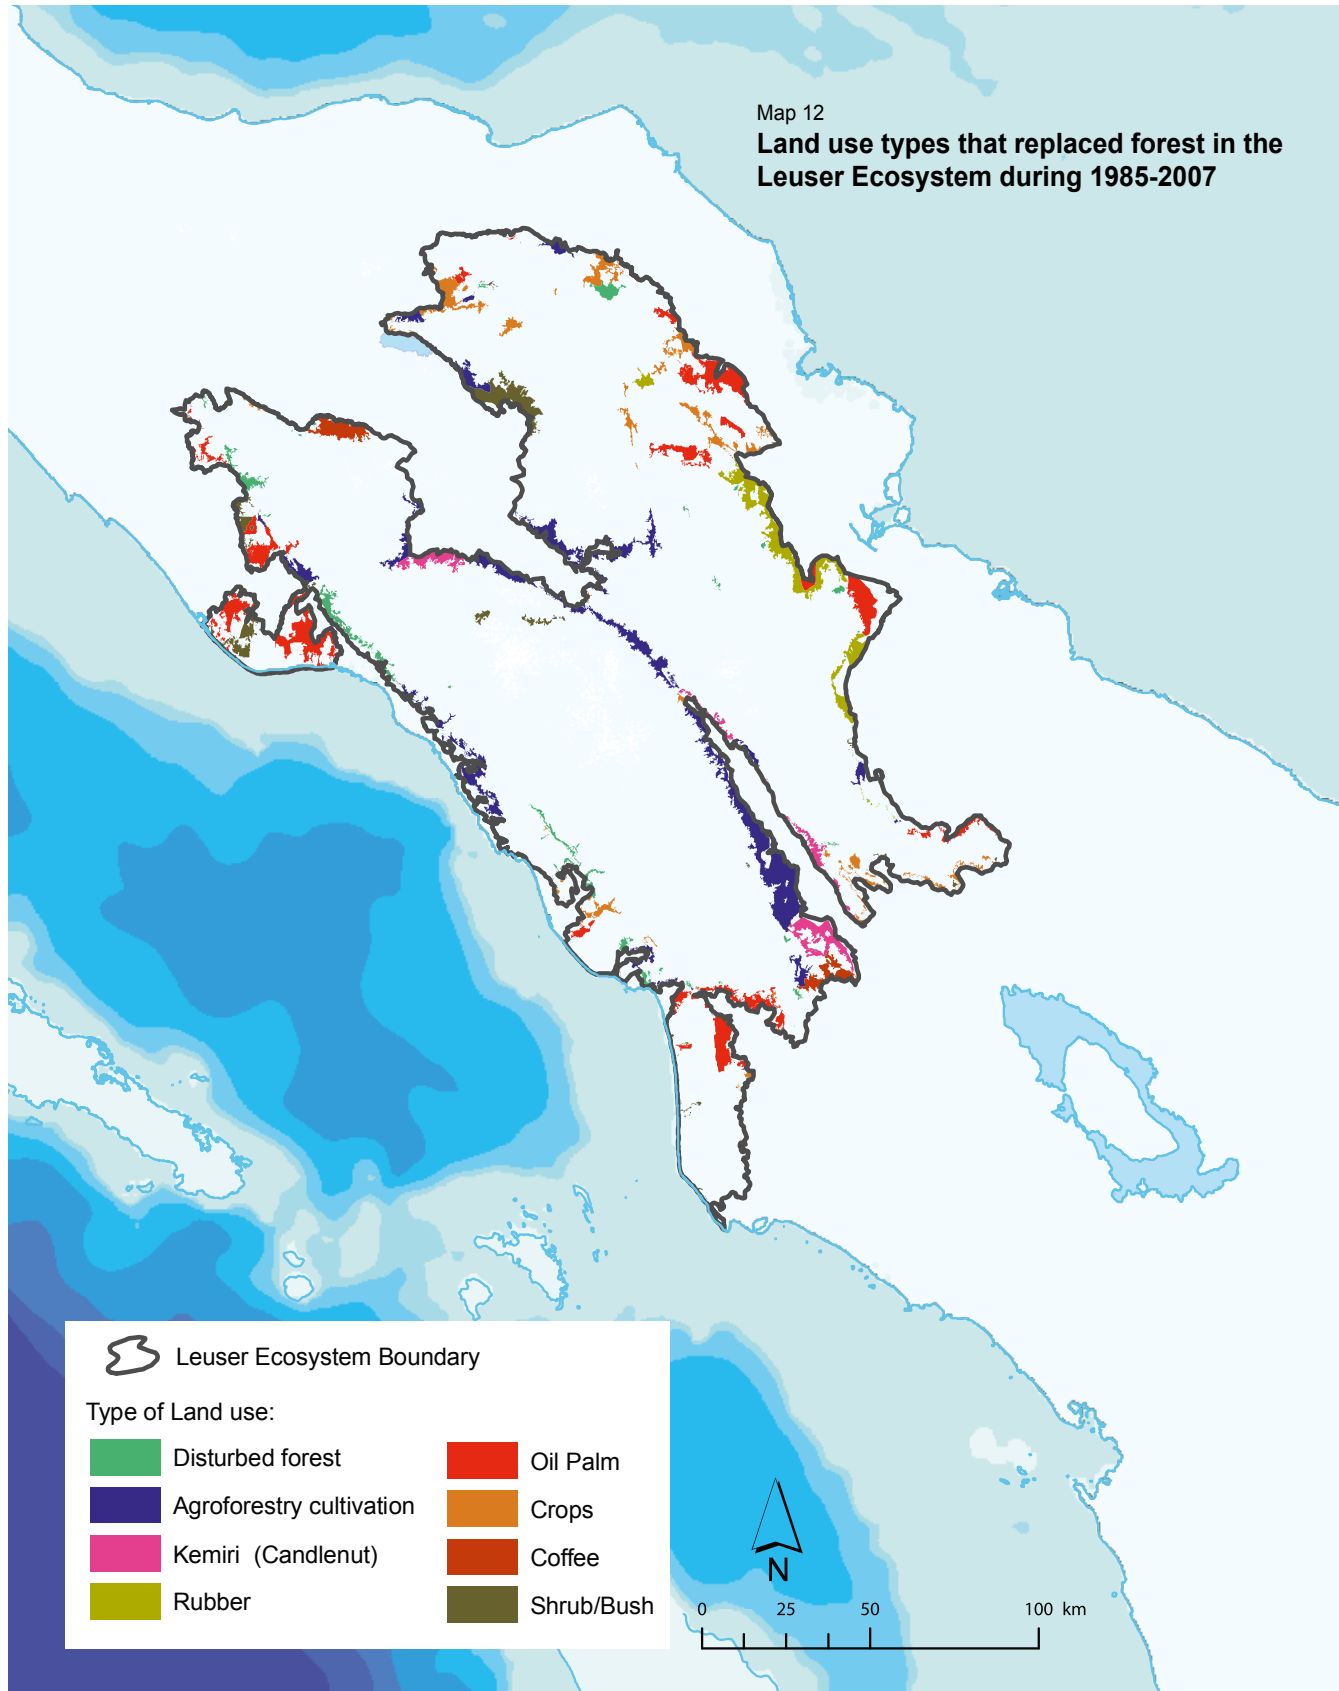 Map 12
Land use types that replaced forest in the
Leuser Ecosystem during 1985-2007
Leuser Ecosystem Boundary
Type of Land use:
Disturbed forest
Agroforestry cultivation
Kemiri (Candlenut)
Rubber
Oil Palm
Crops
Coffee
Shrub/Bush
N
0 25 50 100 km